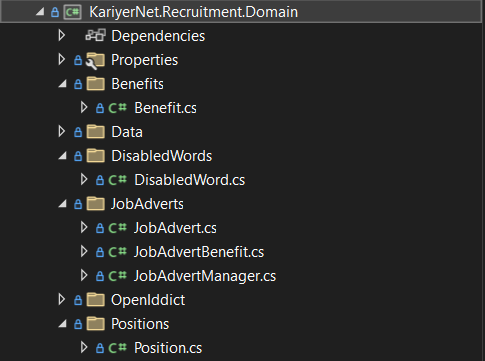 KariyerNet.Recruitment.Domain
Dependencies
Properties
Benefits
C# Benefit.cs
Data
DisabledWords
C# DisabledWord.cs
JobAdverts
C# JobAdvert.cs
C# JobAdvertBenefit.cs
C# JobAdvertManager.cs
OpenIddict
Positions
C# Position.cs